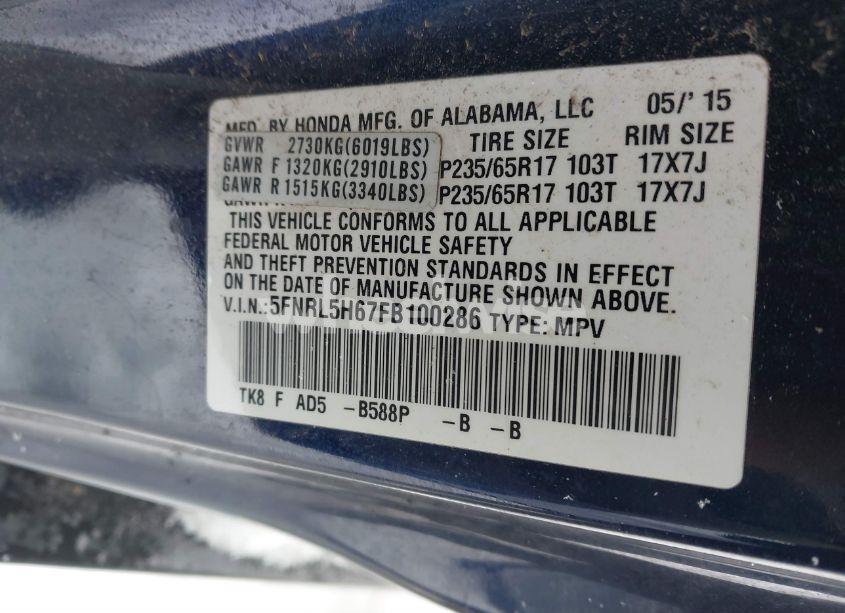 MFD. BY HONDA MFG. OF ALABAMA, LLC 05/' 15
GVWR 2730KG(6019LBS) TIRE SIZE RIM SIZE
GAWR F 1320KG(2910LBS) P235/65R17 103T 17X7J
GAWR R 1515KG(3340LBS) P235/65R17 103T 17X7J
THIS VEHICLE CONFORMS TO ALL APPLICABLE
FEDERAL MOTOR VEHICLE SAFETY
AND THEFT PREVENTION STANDARDS IN EFFECT
ON THE DATE OF MANUFACTURE SHOWN ABOVE.
V.I.N.:5FNRL5H67FB100286 TYPE: MPV
TK8 F AD5 -B588P -B -B